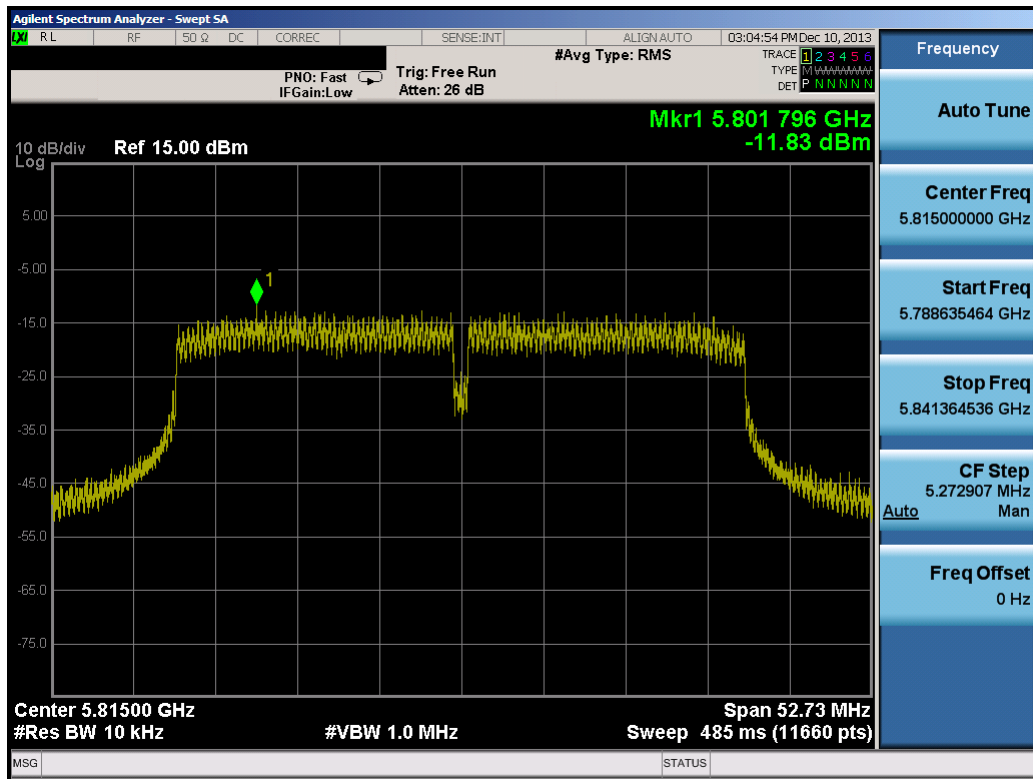 Agilent Spectrum Analyzer - Swept SA
LXI RL RF 50 Ω DC CORREC SENSE:INT ALIGNAUTO 03:04:54 PM Dec 10, 2013
Frequency
#Avg Type: RMS
TRACE 1 2 3 4 5 6
PNO: Fast Trig: Free Run
TYPE M WWWWW
IFGain:Low Atten: 26 dB
DET P N N N N N
Auto Tune
Mkr1 5.801 796 GHz
-11.83 dBm
10 dB/div Ref 15.00 dBm
Log
Center Freq
5.815000000 GHz
5.00
-5.00
1
Start Freq
5.788635464 GHz
-15.0
-25.0
Stop Freq
5.841364536 GHz
-35.0
-45.0
CF Step
5.272907 MHz
Auto Man
-55.0
Freq Offset
0 Hz
-65.0
-75.0
Center 5.81500 GHz Span 52.73 MHz
#Res BW 10 kHz #VBW 1.0 MHz Sweep 485 ms (11660 pts)
MSG STATUS